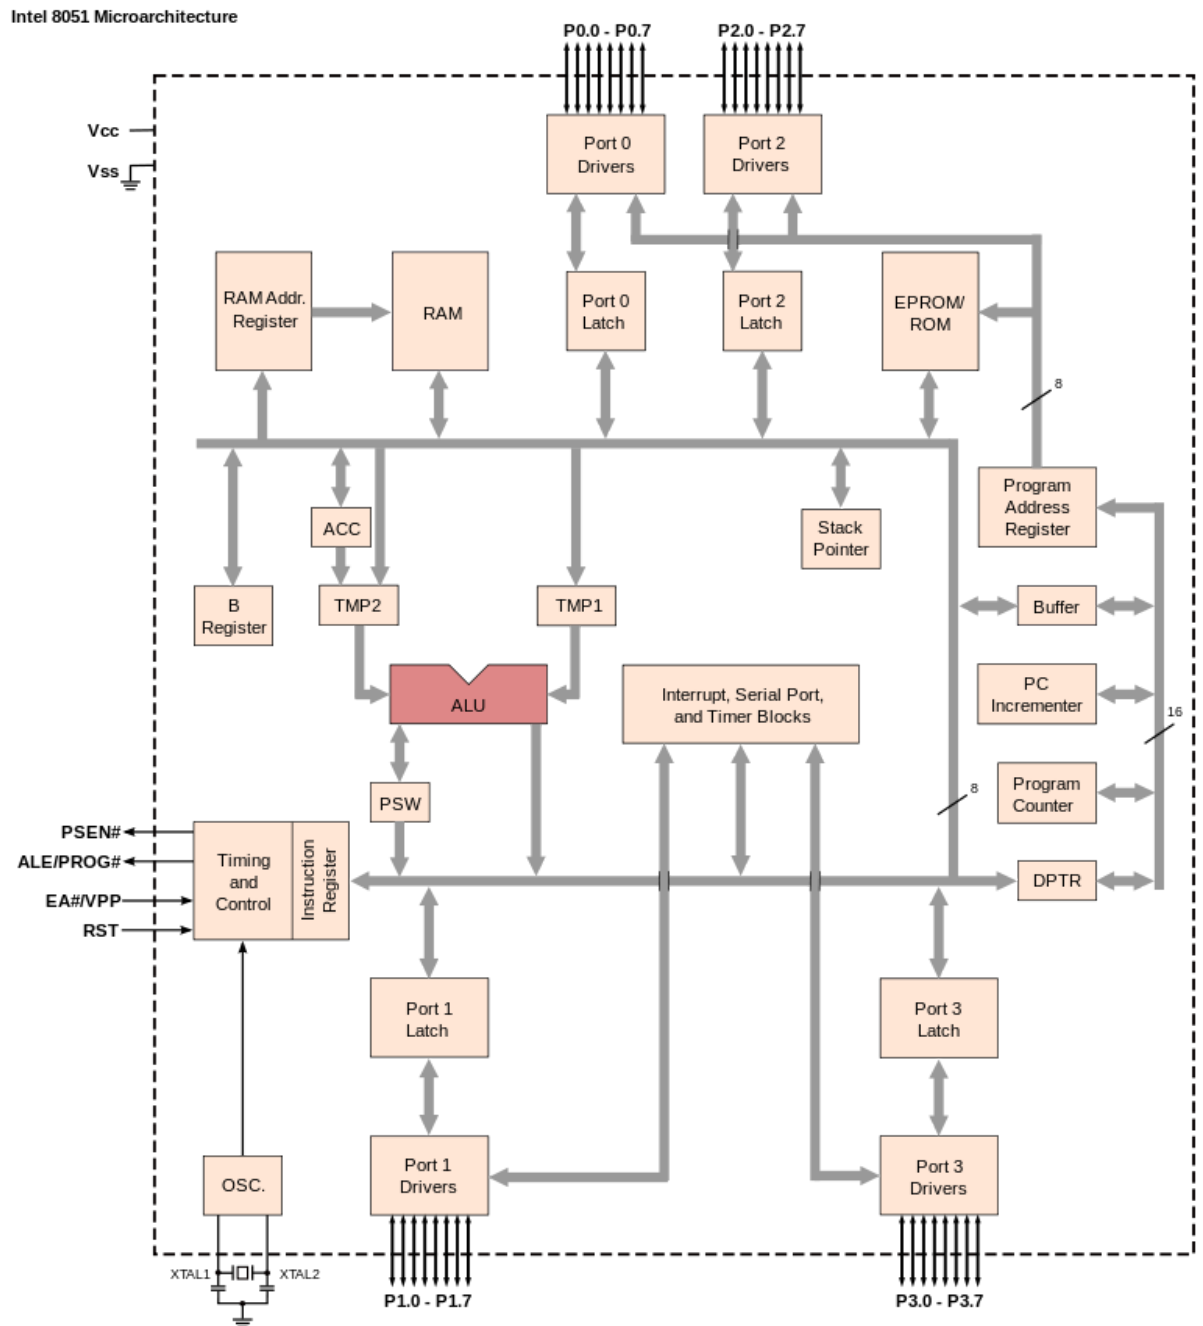 Intel 8051 Microarchitecture
P0.0 - P0.7
P2.0 - P2.7
Vcc
Vss
Port 0
Drivers
Port 2
Drivers
RAM Addr.
Register
RAM
Port 0
Latch
Port 2
Latch
EPROM/
ROM
8
Program
Address
Register
ACC
Stack
Pointer
B
Register
TMP2
TMP1
Buffer
ALU
Interrupt, Serial Port,
and Timer Blocks
PC
Incrementer
16
PSW
8
Program
Counter
PSEN#
ALE/PROG#
EA#/VPP
RST
Timing
and
Control
Instruction
Register
DPTR
Port 1
Latch
Port 3
Latch
OSC.
Port 1
Drivers
Port 3
Drivers
XTAL1
XTAL2
P1.0 - P1.7
P3.0 - P3.7